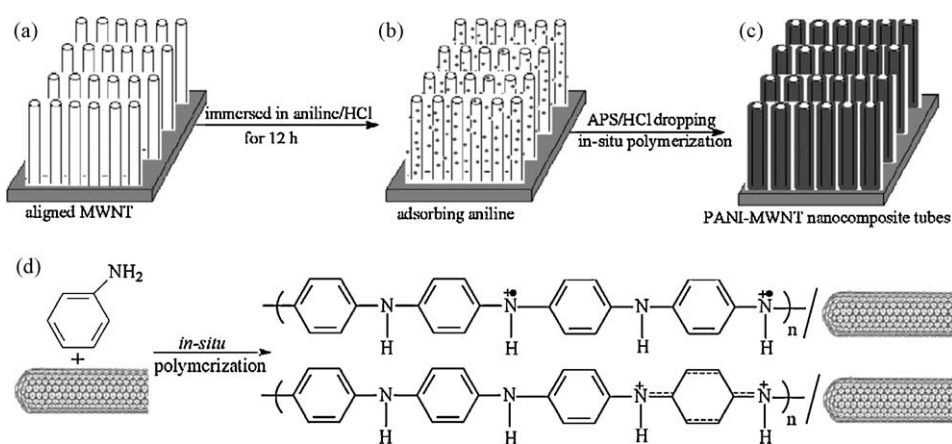 (a)
(b)
(c)
immersed in aniline/HCl
for 12 h
APS/HCl dropping
in-situ polymerization
aligned MWNT
adsorbing aniline
PANI-MWNT nanocomposite tubes
(d)
NH2
+
in-situ
polymcrization
N H N H N H N H n
N H N H N H N H n